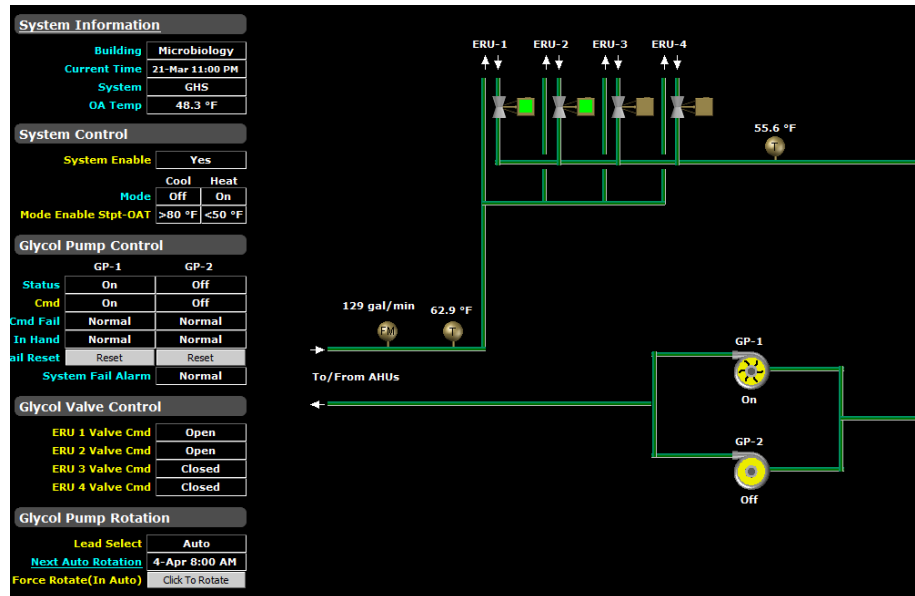 System Information
Building Microbiology
Current Time 21-Mar 11:00 PM
System GHS
OA Temp 48.3 °F
System Control
System Enable Yes
Cool Heat
Mode Off On
Mode Enable Stpt-OAT >80 °F <50 °F
Glycol Pump Control
GP-1 GP-2
Status On Off
Cmd On Off
Cmd Fail Normal Normal
In Hand Normal Normal
ail Reset Reset Reset
System Fail Alarm Normal
Glycol Valve Control
ERU 1 Valve Cmd Open
ERU 2 Valve Cmd Open
ERU 3 Valve Cmd Closed
ERU 4 Valve Cmd Closed
Glycol Pump Rotation
Lead Select Auto
Next Auto Rotation 4-Apr 8:00 AM
Force Rotate(In Auto) Click To Rotate
ERU-1 ERU-2 ERU-3 ERU-4
55.6 °F
T
129 gal/min 62.9 °F
FM T
To/From AHUs
GP-1
On
GP-2
Off